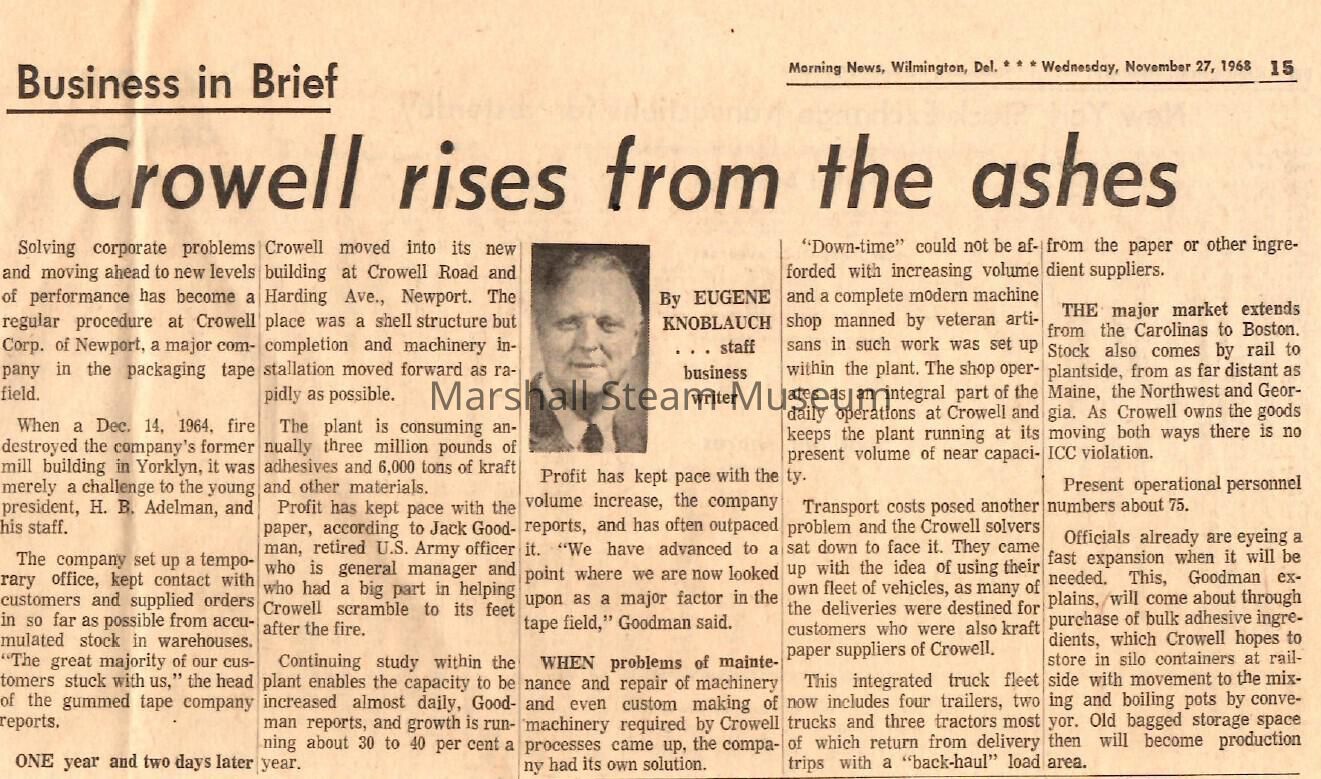 Business in Brief
Morning News, Wilmington, Del. * * * Wednesday, November 27, 1968 15
Crowell rises from the ashes
Solving corporate problems
and moving ahead to new levels
of performance has become a
regular procedure at Crowell
Corp. of Newport, a major com-
pany in the packaging tape
field.
When a Dec. 14, 1964, fire
destroyed the company's former
mill building in Yorklyn, it was
merely a challenge to the young
president, H. B. Adelman, and
his staff.
The company set up a tempo-
rary office, kept contact with
customers and supplied orders
in so far as possible from accu-
mulated stock in warehouses.
"The great majority of our cus-
tomers stuck with us," the head
of the gummed tape company
reports.
ONE year and two days later
Crowell moved into its new
building at Crowell Road and
Harding Ave., Newport. The
place was a shell structure but
completion and machinery in-
stallation moved forward as ra-
pidly as possible.
The plant is consuming an-
nually three million pounds of
adhesives and 6,000 tons of kraft
and other materials.
Profit has kept pace with the
paper, according to Jack Good-
man, retired U.S. Army officer
who is general manager and
who had a big part in helping
Crowell scramble to its feet
after the fire.
Continuing study within the
plant enables the capacity to be
increased almost daily, Good-
man reports, and growth is run-
ning about 30 to 40 per cent a
year.
By EUGENE
KNOBLAUCH
. . . staff
business
writer
Marshall Steam Museum
Profit has kept pace with the
volume increase, the company
reports, and has often outpaced
it. "We have advanced to a
point where we are now looked
upon as a major factor in the
tape field," Goodman said.
WHEN problems of mainte-
nance and repair of machinery
and even custom making of
machinery required by Crowell
processes came up, the compa-
ny had its own solution.
"Down-time" could not be af-
forded with increasing volume
and a complete modern machine
shop manned by veteran arti-
sans in such work was set up
within the plant. The shop oper-
ates as an integral part of the
daily operations at Crowell and
keeps the plant running at its
present volume of near capaci-
ty.
Transport costs posed another
problem and the Crowell solvers
sat down to face it. They came
up with the idea of using their
own fleet of vehicles, as many of
the deliveries were destined for
customers who were also kraft
paper suppliers of Crowell.
This integrated truck fleet
now includes four trailers, two
trucks and three tractors most
of which return from delivery
trips with a "back-haul" load
from the paper or other ingre-
dient suppliers.
THE major market extends
from the Carolinas to Boston.
Stock also comes by rail to
plantside, from as far distant as
Maine, the Northwest and Geor-
gia. As Crowell owns the goods
moving both ways there is no
ICC violation.
Present operational personnel
numbers about 75.
Officials already are eyeing a
fast expansion when it will be
needed. This, Goodman ex-
plains, will come about through
purchase of bulk adhesive ingre-
dients, which Crowell hopes to
store in silo containers at rail-
side with movement to the mix-
ing and boiling pots by conve-
yor. Old bagged storage space
then will become production
area.